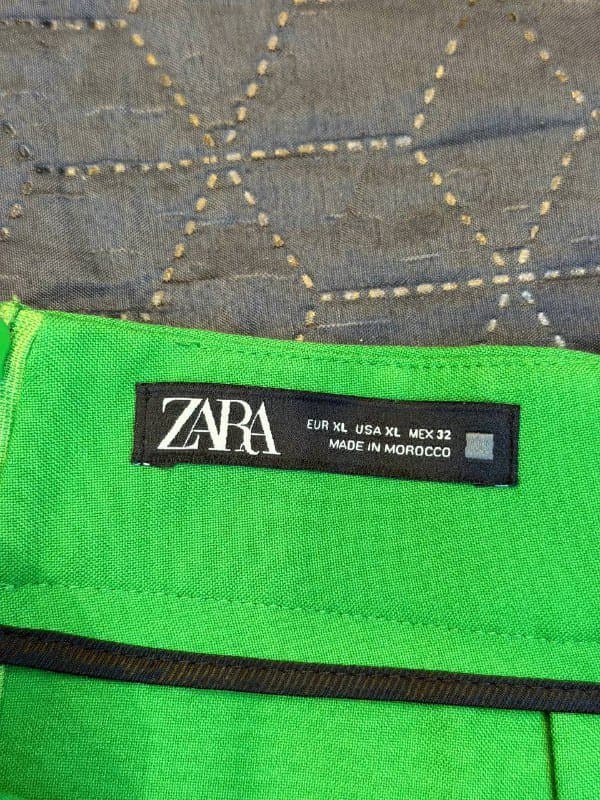 ZARA
EUR XL USA XL MEX 32
MADE IN MOROCCO